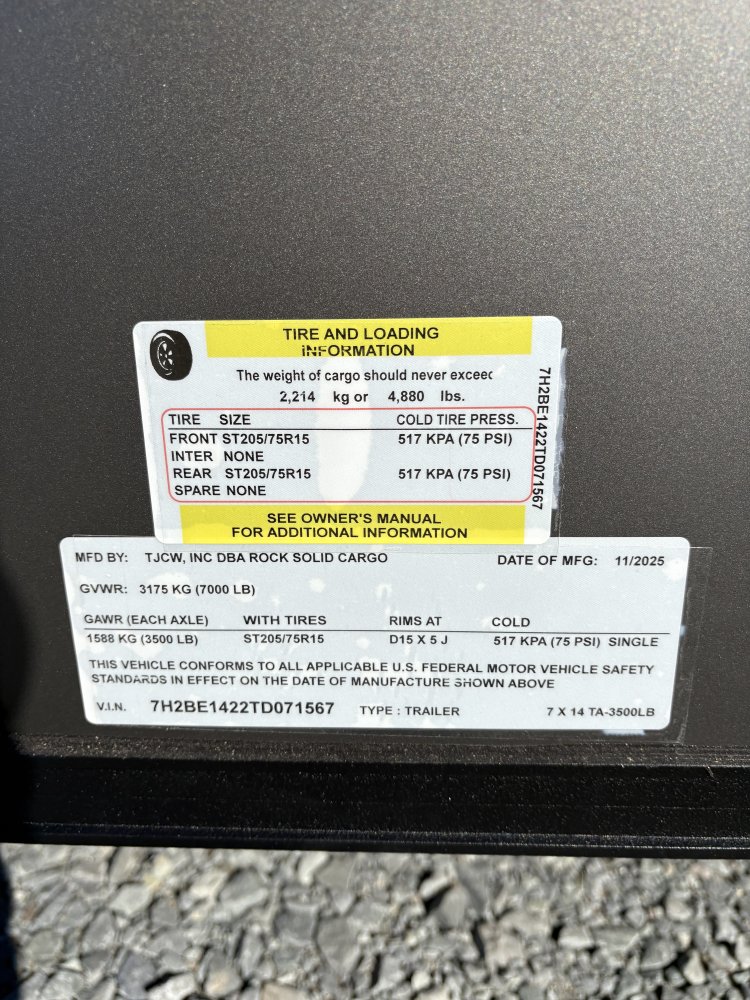 TIRE AND LOADING
INFORMATION
The weight of cargo should never exceed
2,214 kg or 4,880 lbs.
TIRE SIZE COLD TIRE PRESS.
FRONT ST205/75R15 517 KPA (75 PSI)
INTER NONE
REAR ST205/75R15 517 KPA (75 PSI)
SPARE NONE
SEE OWNER'S MANUAL
FOR ADDITIONAL INFORMATION
7H2BE1422TD071567
MFD BY: TJCW, INC DBA ROCK SOLID CARGO DATE OF MFG: 11/2025
GVWR: 3175 KG (7000 LB)
GAWR (EACH AXLE) WITH TIRES RIMS AT COLD
1588 KG (3500 LB) ST205/75R15 D15 X 5 J 517 KPA (75 PSI) SINGLE
THIS VEHICLE CONFORMS TO ALL APPLICABLE U.S. FEDERAL MOTOR VEHICLE SAFETY
STANDARDS IN EFFECT ON THE DATE OF MANUFACTURE SHOWN ABOVE
V.I.N. 7H2BE1422TD071567 TYPE : TRAILER 7 X 14 TA-3500LB